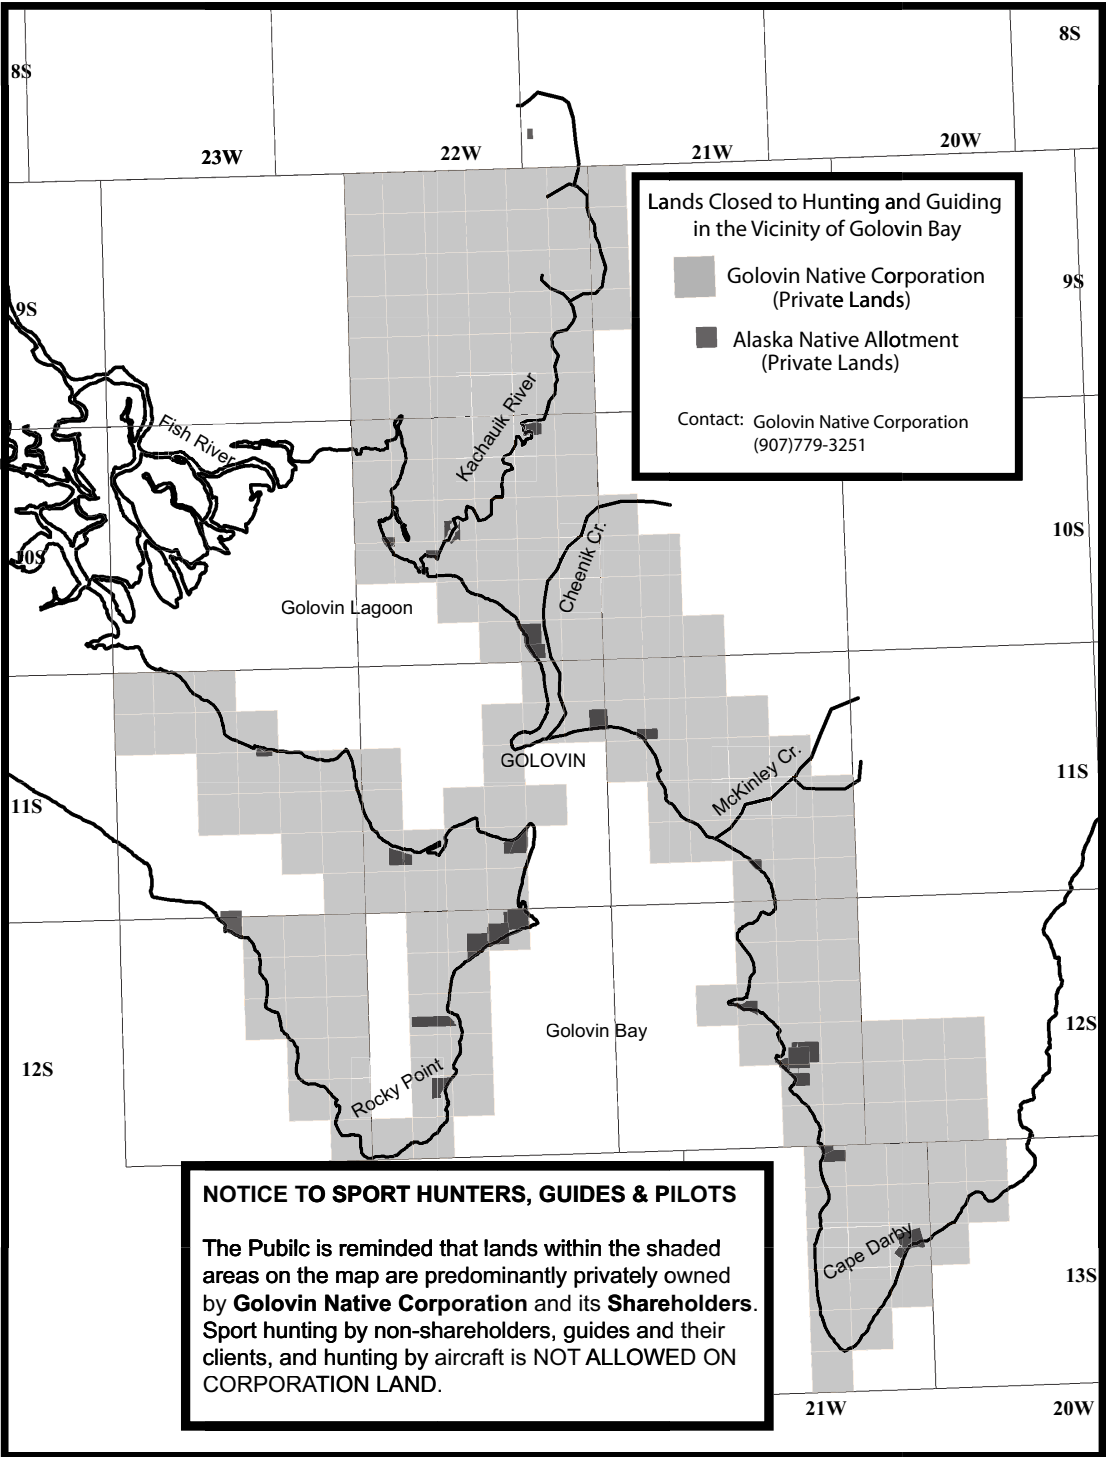 8S
8S
23W
22W
21W
20W
Lands Closed to Hunting and Guiding
in the Vicinity of Golovin Bay
Golovin Native Corporation
(Private Lands)
Alaska Native Allotment
(Private Lands)
Contact: Golovin Native Corporation
(907)779-3251
9S
9S
Fish River
Kachauik River
10S
10S
Cheenik Cr.
Golovin Lagoon
GOLOVIN
McKinley Cr.
11S
11S
Golovin Bay
12S
12S
Rocky Point
Cape Darby
13S
NOTICE TO SPORT HUNTERS, GUIDES & PILOTS
The Pubilc is reminded that lands within the shaded
areas on the map are predominantly privately owned
by Golovin Native Corporation and its Shareholders.
Sport hunting by non-shareholders, guides and their
clients, and hunting by aircraft is NOT ALLOWED ON
CORPORATION LAND.
21W
20W